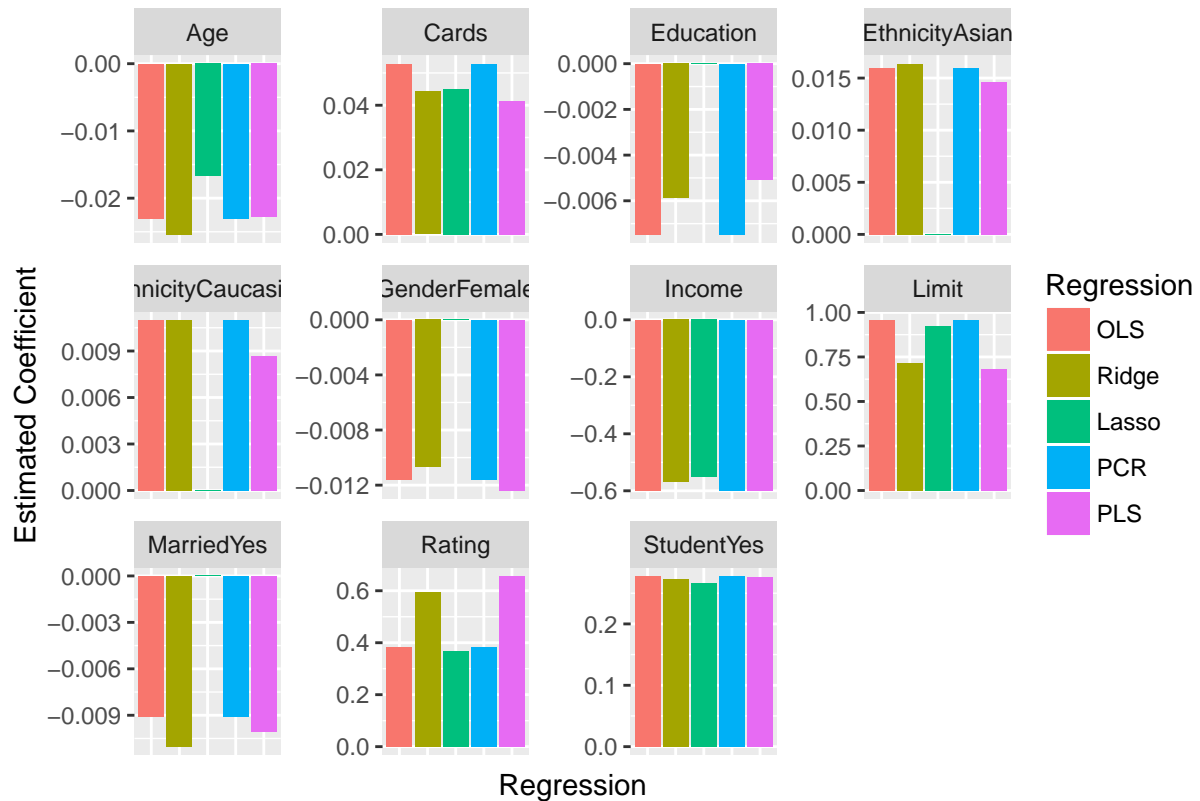 Age
Cards
Education
EthnicityAsian
0.00
−0.01
−0.02
0.04
0.02
0.00
0.000
−0.002
−0.004
−0.006
0.015
0.010
0.005
0.000
hnicityCaucasi
GenderFemale
Income
Limit
0.009
0.006
0.003
0.000
0.000
−0.004
−0.008
−0.012
0.0
−0.2
−0.4
−0.6
1.00
0.75
0.50
0.25
0.00
MarriedYes
Rating
StudentYes
0.000
−0.003
−0.006
−0.009
0.6
0.4
0.2
0.0
0.2
0.1
0.0
Estimated Coefficient
Regression
Regression
OLS
Ridge
Lasso
PCR
PLS